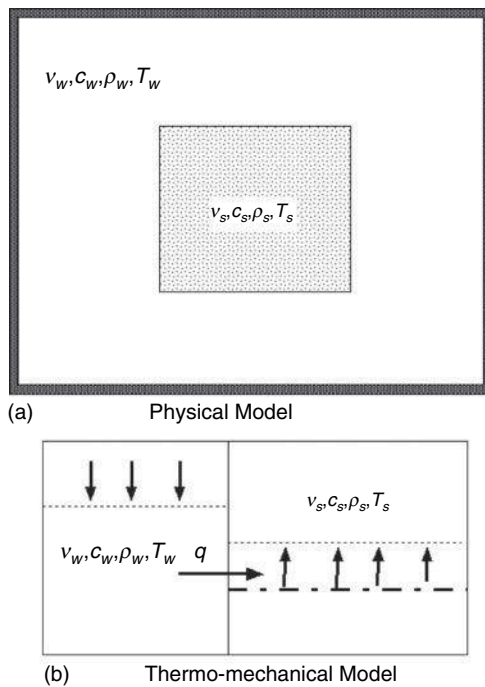 v_w,c_w,ρ_w,T_w
v_s,c_s,ρ_s,T_s
(a) Physical Model
v_s,c_s,ρ_s,T_s
v_w,c_w,ρ_w,T_w q
(b) Thermo-mechanical Model